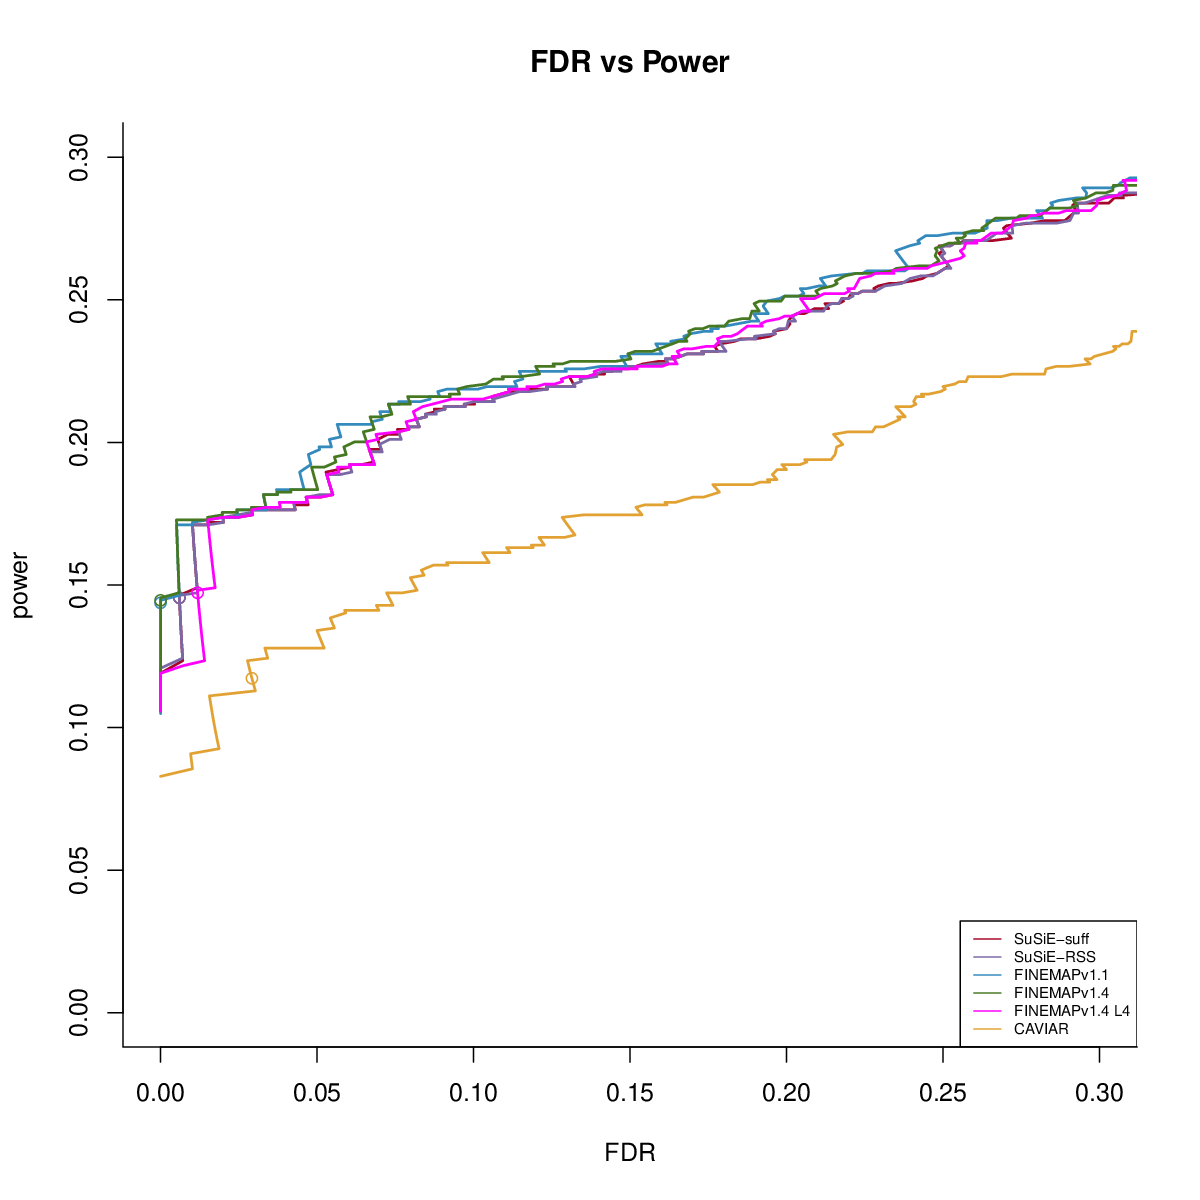 FDR vs Power
power
0.30
0.25
0.20
0.15
0.10
0.05
0.00
SuSiE−suff
SuSiE−RSS
FINEMAPv1.1
FINEMAPv1.4
FINEMAPv1.4 L4
CAVIAR
0.00 0.05 0.10 0.15 0.20 0.25 0.30
FDR